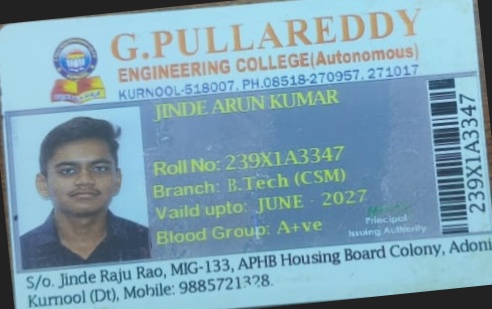 G.PULLAREDDY
ENGINEERING COLLEGE(Autonomous)
KURNOOL-518007, PH.08518-270957, 271017
JINDE ARUN KUMAR
Roll No: 239X1A3347
Branch: B.Tech (CSM)
Vaild upto: JUNE - 2027
Blood Group: A+ve
Principal
Issuing Authority
239X1A3347
S/o. Jinde Raju Rao, MIG-133, APHB Housing Board Colony, Adoni
Kurnool (Dt), Mobile: 9885721328.